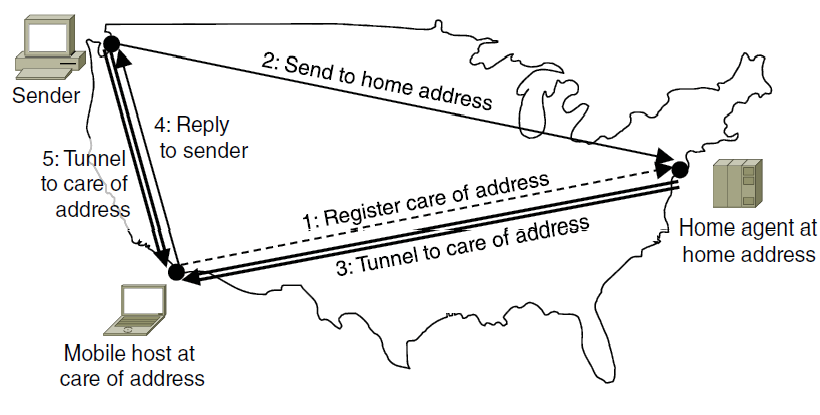 2: Send to home address
Sender
4: Reply
to sender
5: Tunnel
to care of
address
1: Register care of address
3: Tunnel to care of address
Home agent at
home address
Mobile host at
care of address